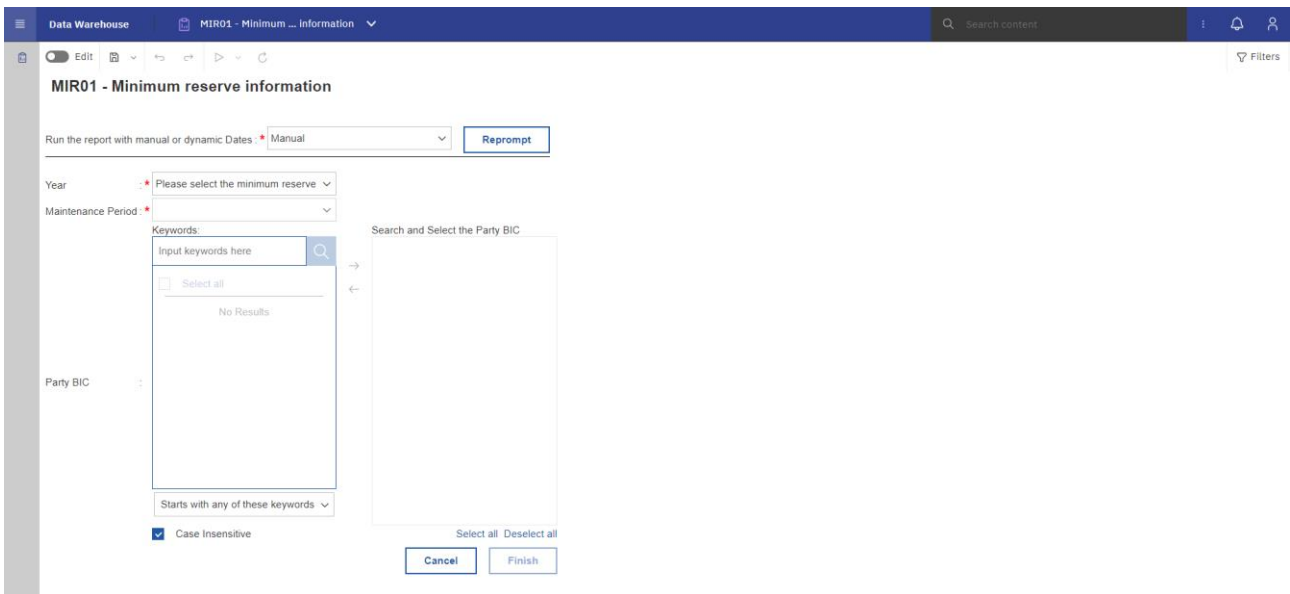 Data Warehouse
MIR01 - Minimum ... information
Search content
Edit
Filters
MIR01 - Minimum reserve information
Run the report with manual or dynamic Dates : * Manual
Reprompt
Year : * Please select the minimum reserve
Maintenance Period : *
Keywords:
Search and Select the Party BIC
Input keywords here
Select all
No Results
Party BIC :
Starts with any of these keywords
Case Insensitive
Select all Deselect all
Cancel
Finish